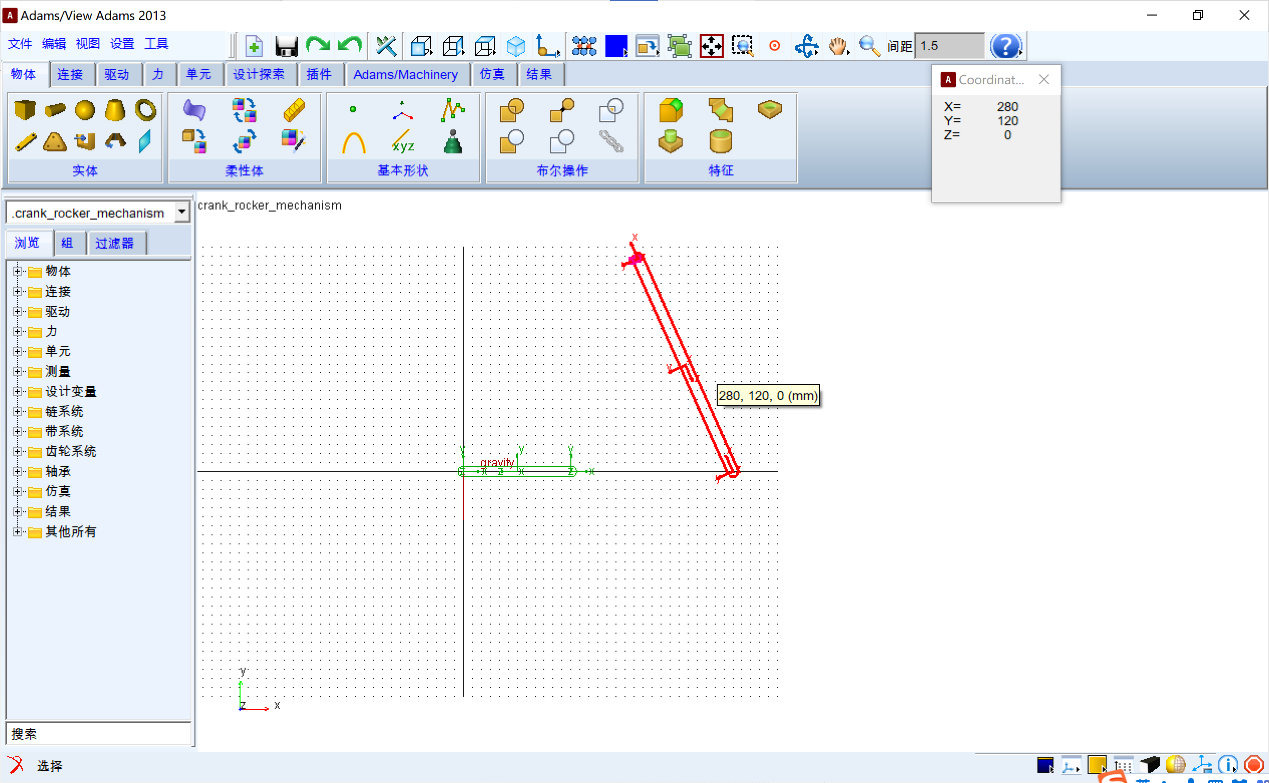 Adams/View Adams 2013
文件 编辑 视图 设置 工具
间距 1.5
物体 连接 驱动 力 单元 设计探索 插件 Adams/Machinery 仿真 结果
Coordinat...
X= 280
Y= 120
Z= 0
xyz
实体 柔性体 基本形状 布尔操作 特征
.crank_rocker_mechanism
crank_rocker_mechanism
浏览 组 过滤器
物体
连接
驱动
力
单元
测量
设计变量
链系统
带系统
齿轮系统
轴承
仿真
结果
其他所有
x
280, 120, 0 (mm)
gravity
y
z x
搜索
选择